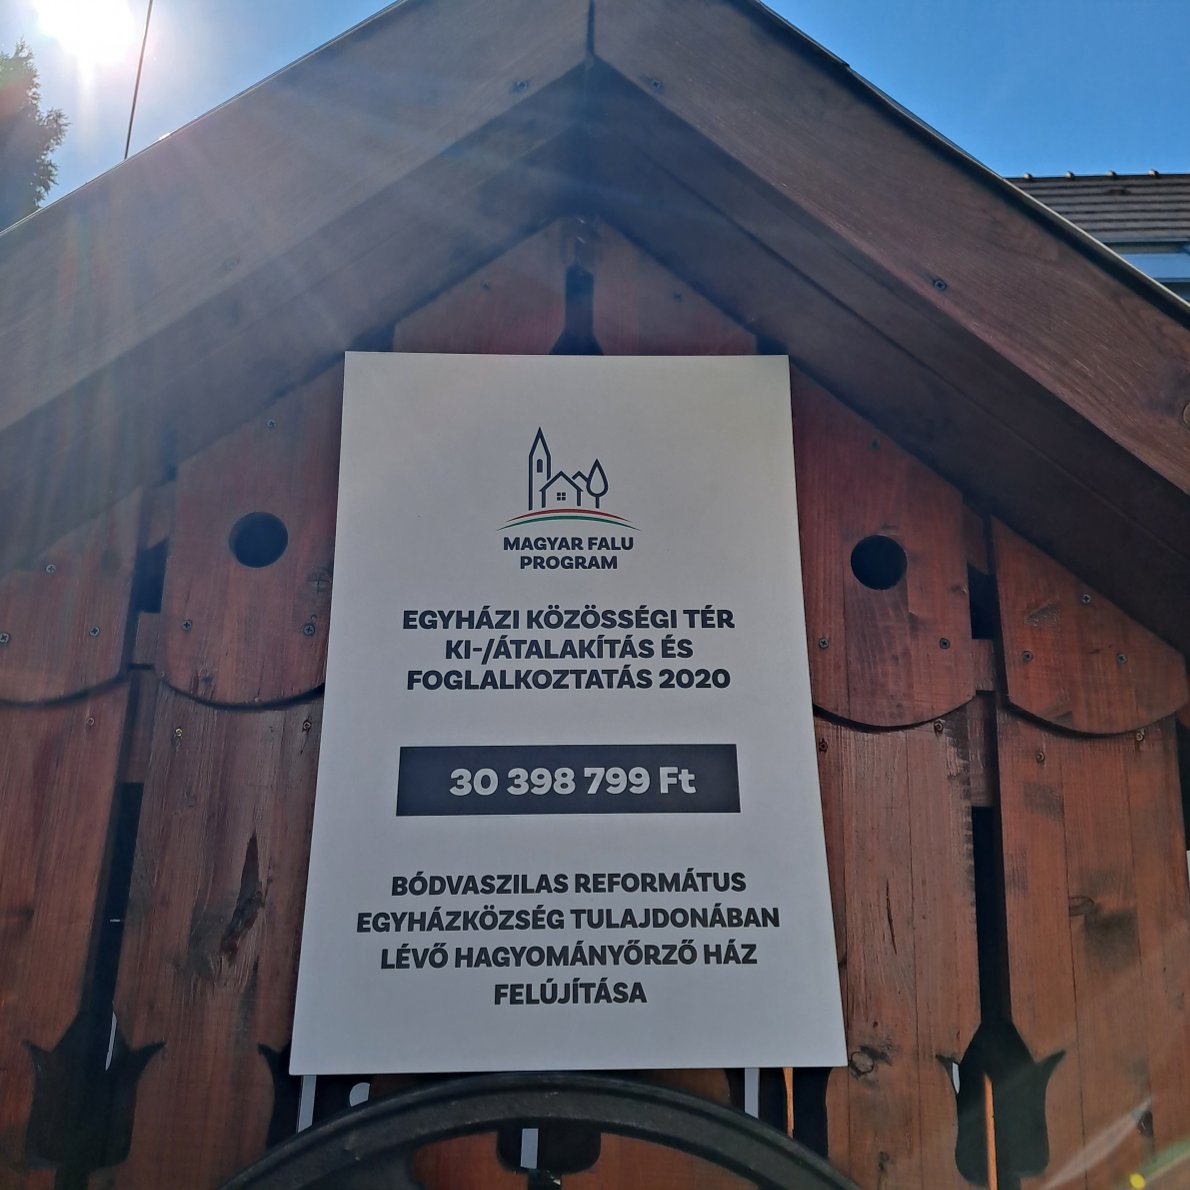 MAGYAR FALU
PROGRAM
EGYHÁZI KÖZÖSSÉGI TÉR
KI-/ÁTALAKÍTÁS ÉS
FOGLALKOZTATÁS 2020
30 398 799 Ft
BÓDVASZILAS REFORMÁTUS
EGYHÁZKÖZSÉG TULAJDONÁBAN
LÉVŐ HAGYOMÁNYŐRZŐ HÁZ
FELÚJÍTÁSA